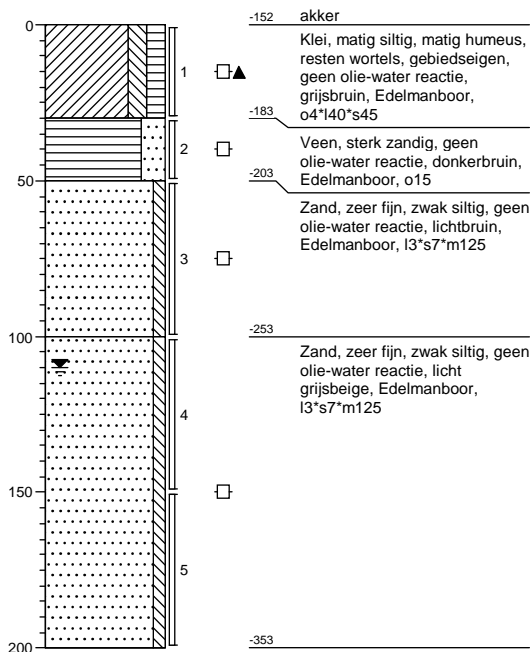 0
-152 akker
Klei, matig siltig, matig humeus,
resten wortels, gebiedseigen,
geen olie-water reactie,
grijsbruin, Edelmanboor,
o4*l40*s45
1
-183
Veen, sterk zandig, geen
olie-water reactie, donkerbruin,
Edelmanboor, o15
2
50
-203
Zand, zeer fijn, zwak siltig, geen
olie-water reactie, lichtbruin,
Edelmanboor, l3*s7*m125
3
100
-253
Zand, zeer fijn, zwak siltig, geen
olie-water reactie, licht
grijsbeige, Edelmanboor,
l3*s7*m125
4
150
5
200
-353